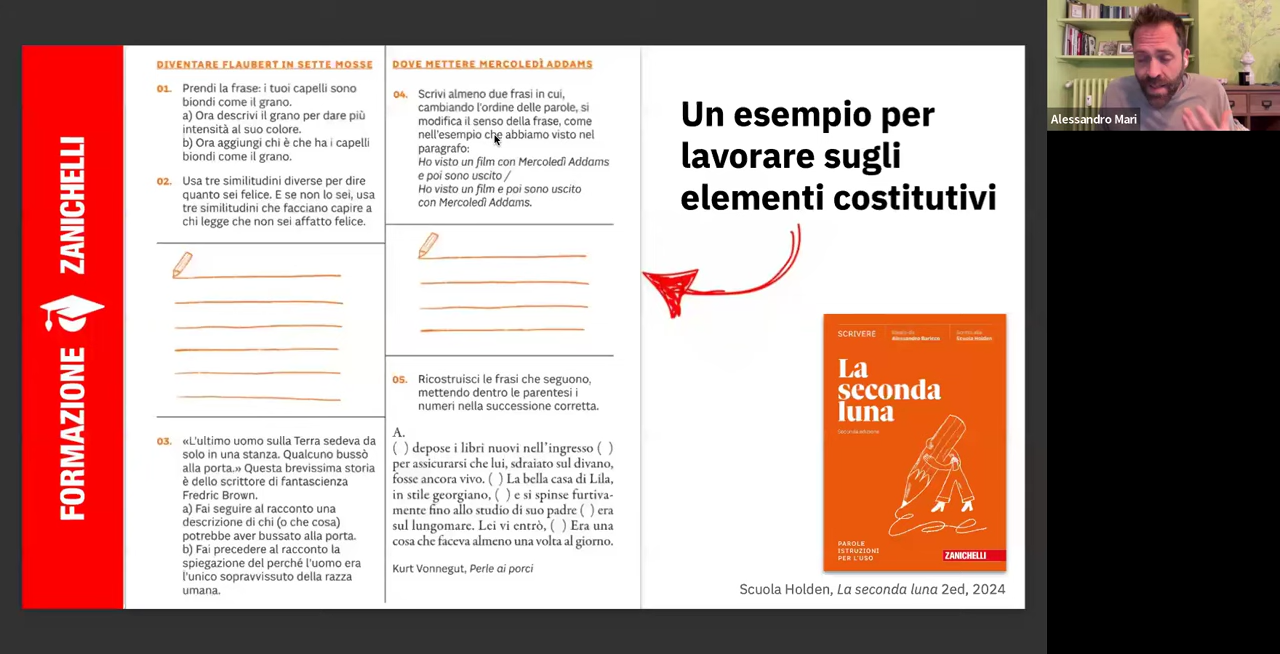 FORMAZIONE ZANICHELLI
DIVENTARE FLAUBERT IN SETTE MOSSE
01. Prendi la frase: i tuoi capelli sono
biondi come il grano.
a) Ora descrivi il grano per dare più
intensità al suo colore.
b) Ora aggiungi chi è che ha i capelli
biondi come il grano.
02. Usa tre similitudini diverse per dire
quanto sei felice. E se non lo sei, usa
tre similitudini che facciano capire a
chi legge che non sei affatto felice.
03. «L'ultimo uomo sulla Terra sedeva da
solo in una stanza. Qualcuno bussò
alla porta.» Questa brevissima storia
è dello scrittore di fantascienza
Fredric Brown.
a) Fai seguire al racconto una
descrizione di chi (o che cosa)
potrebbe aver bussato alla porta.
b) Fai precedere al racconto la
spiegazione del perché l'uomo era
l'unico sopravvissuto della razza
umana.
DOVE METTERE MERCOLEDÌ ADDAMS
04. Scrivi almeno due frasi in cui,
cambiando l'ordine delle parole, si
modifica il senso della frase, come
nell'esempio che abbiamo visto nel
paragrafo:
Ho visto un film con Mercoledì Addams
e poi sono uscito /
Ho visto un film e poi sono uscito
con Mercoledì Addams.
05. Ricostruisci le frasi che seguono,
mettendo dentro le parentesi i
numeri nella successione corretta.
A.
( ) depose i libri nuovi nell'ingresso ( )
per assicurarsi che lui, sdraiato sul divano,
fosse ancora vivo. ( ) La bella casa di Lila,
in stile georgiano, ( ) e si spinse furtiva-
mente fino allo studio di suo padre ( ) era
sul lungomare. Lei vi entrò, ( ) Era una
cosa che faceva almeno una volta al giorno.
Kurt Vonnegut, Perle ai porci
Un esempio per
lavorare sugli
elementi costitutivi
SCRIVERE
Alessandro Baricco
Scuola Holden
La
seconda
luna
Seconda edizione
PAROLE
ISTRUZIONI
PER L'USO
ZANICHELLI
Scuola Holden, La seconda luna 2ed, 2024
Alessandro Mari